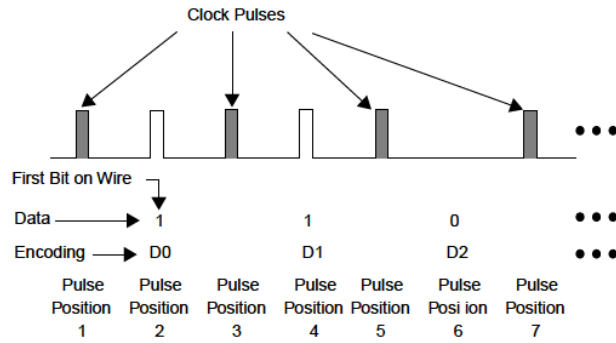 Clock Pulses
First Bit on Wire
Data 1 1 0
Encoding D0 D1 D2
Pulse Pulse Pulse Pulse Pulse Pulse Pulse
Position Position Position Position Position Posi ion Position
1 2 3 4 5 6 7